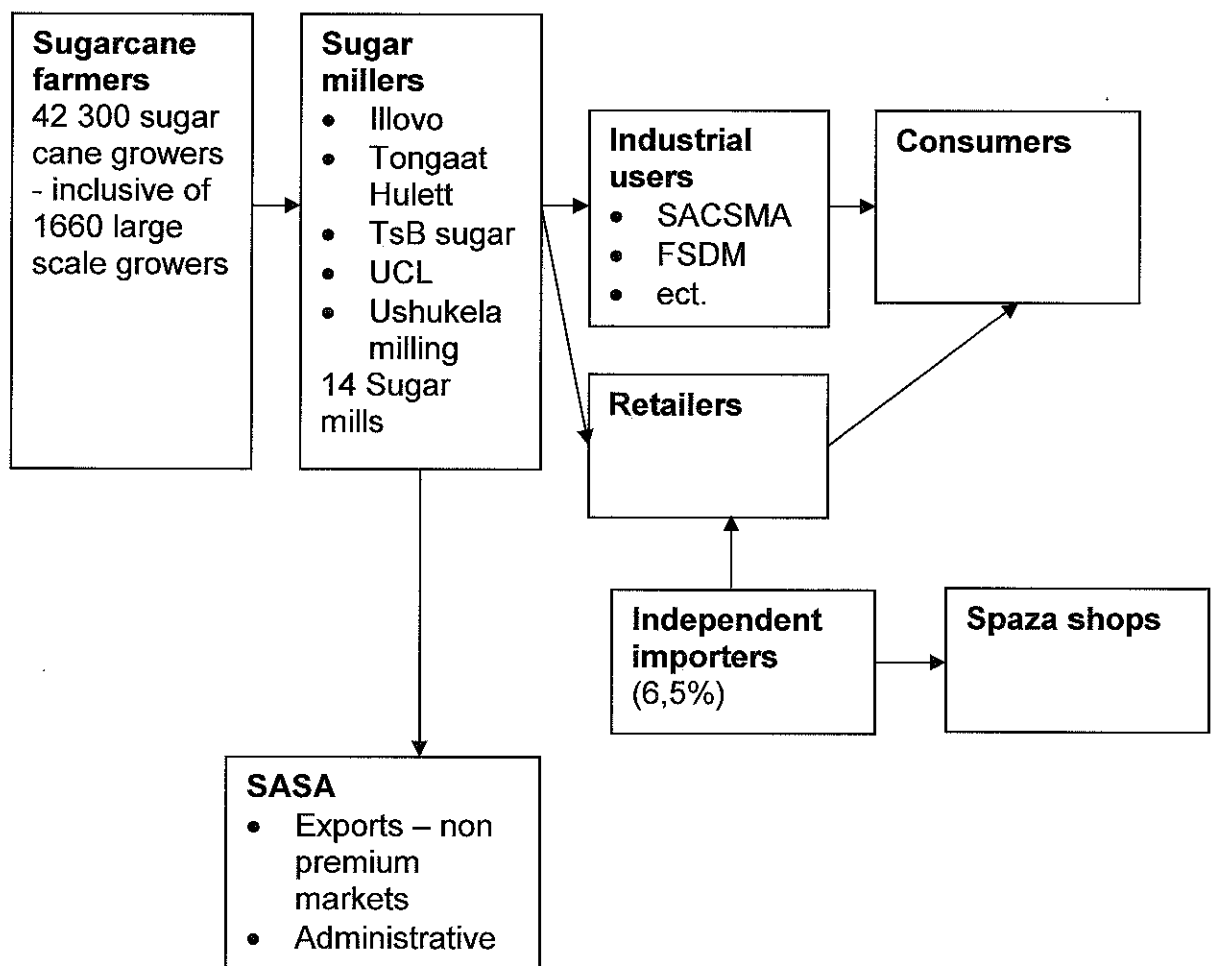 Sugarcane
farmers
42 300 sugar
cane growers
- inclusive of
1660 large
scale growers
Sugar
millers
• Illovo
• Tongaat
Hulett
• TsB sugar
• UCL
• Ushukela
milling
14 Sugar
mills
Industrial
users
• SACSMA
• FSDM
• ect.
Consumers
Retailers
Independent
importers
(6,5%)
Spaza shops
SASA
• Exports – non
premium
markets
• Administrative